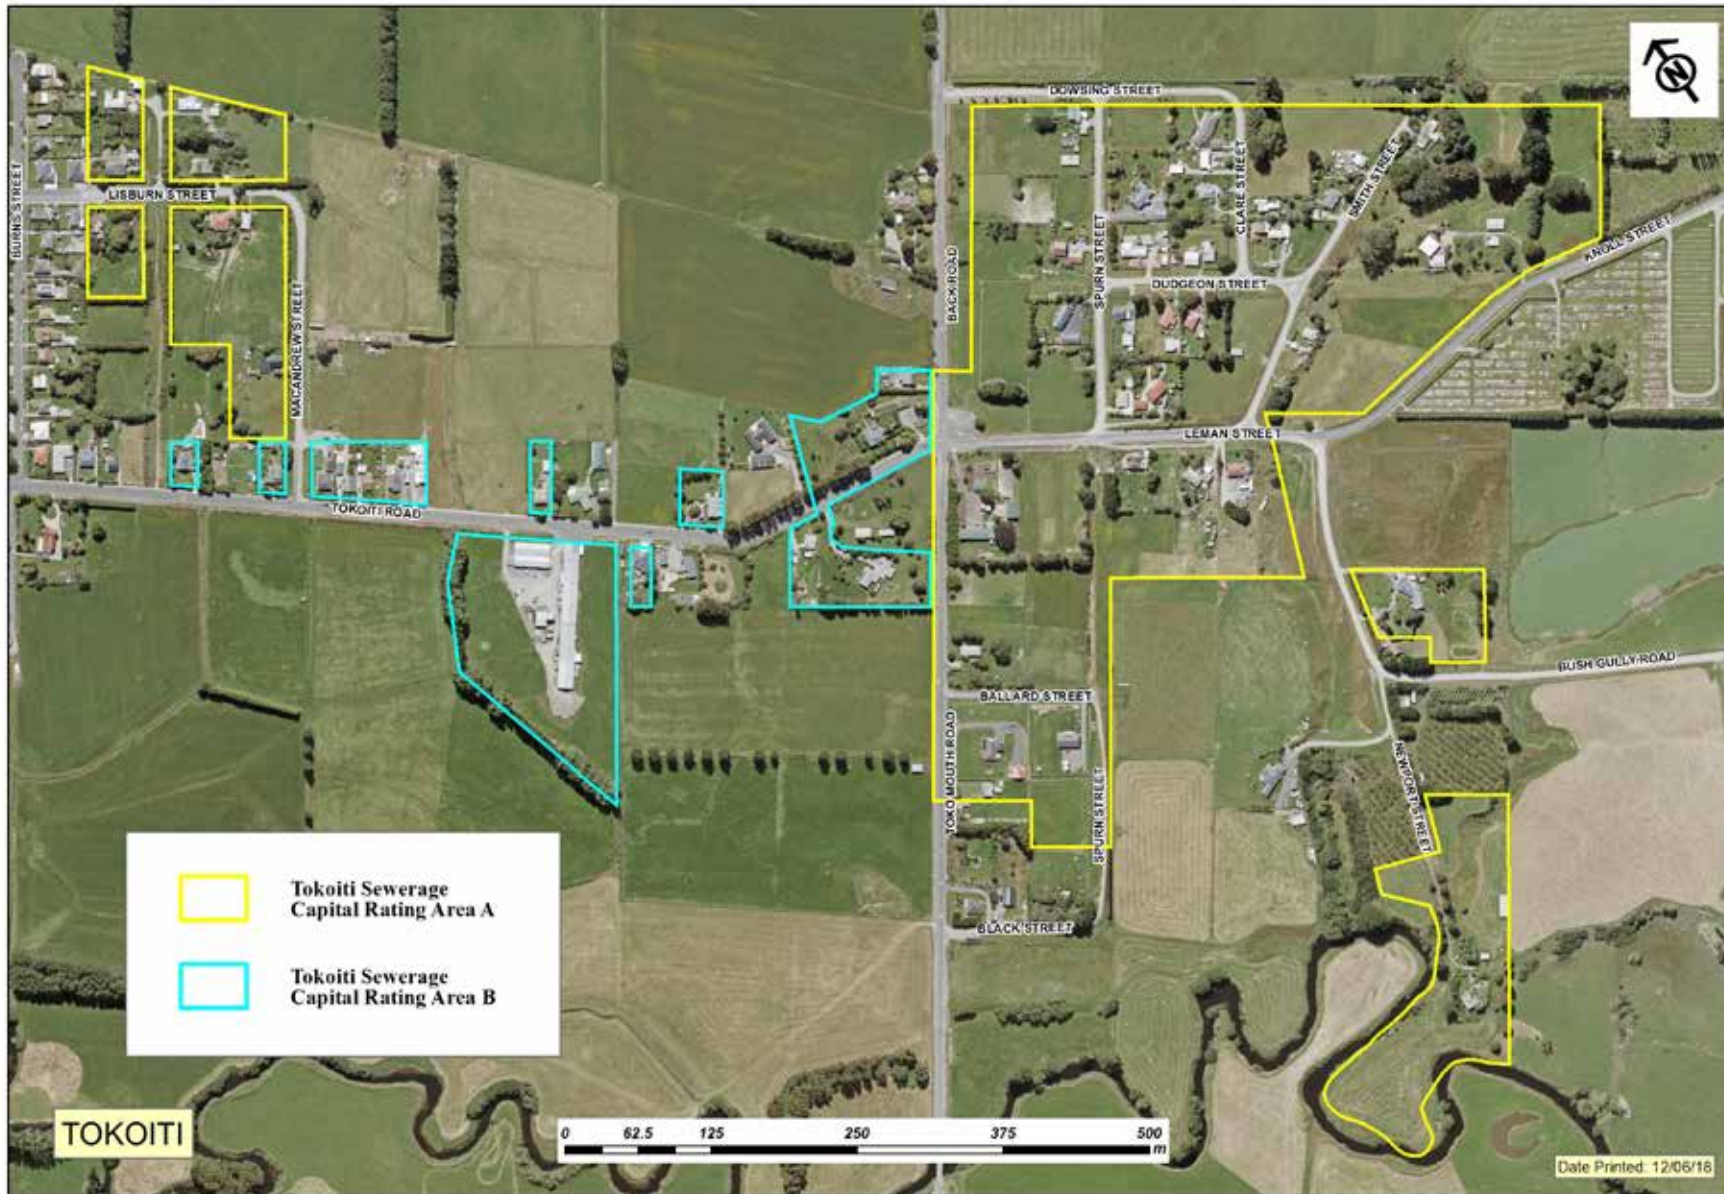 N
DOWSING STREET
BURNS STREET
LISBURN STREET
CLARE STREET
SMITH STREET
SPURN STREET
KNOLL STREET
BACK ROAD
DUDGEON STREET
MACANDREW STREET
LEMAN STREET
TOKOITI ROAD
BUSH GULLY ROAD
BALLARD STREET
TOKO MOUTH ROAD
SPURN STREET
NEWPORT STREET
BLACK STREET
Tokoiti Sewerage
Capital Rating Area A
Tokoiti Sewerage
Capital Rating Area B
TOKOITI
0 62.5 125 250 375 500
m
Date Printed: 12/06/18